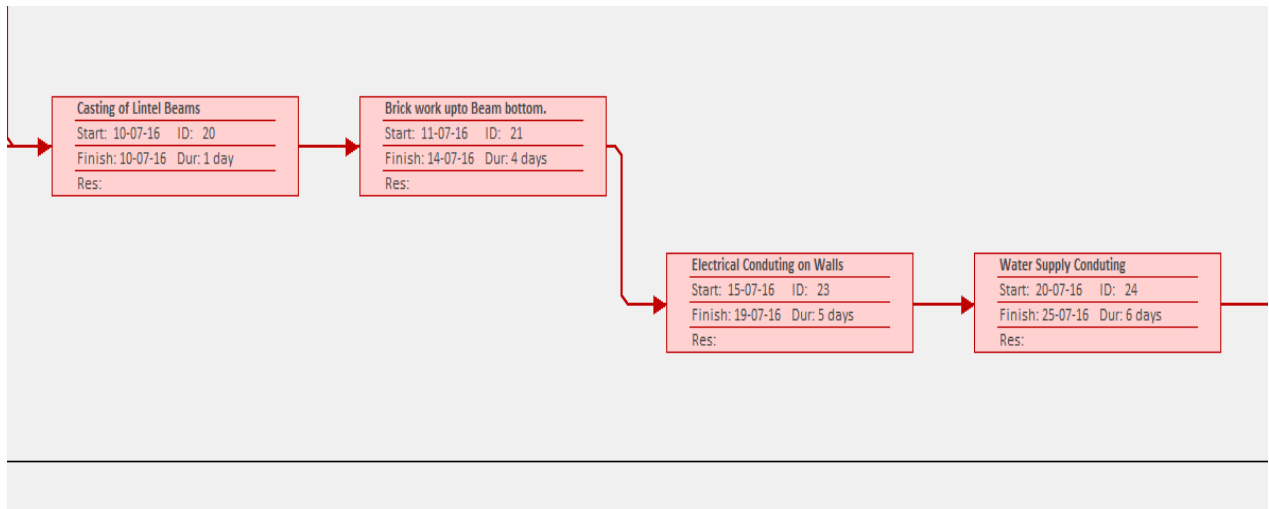 Casting of Lintel Beams
Start: 10-07-16 ID: 20
Finish: 10-07-16 Dur: 1 day
Res:
Brick work upto Beam bottom.
Start: 11-07-16 ID: 21
Finish: 14-07-16 Dur: 4 days
Res:
Electrical Conduting on Walls
Start: 15-07-16 ID: 23
Finish: 19-07-16 Dur: 5 days
Res:
Water Supply Conduting
Start: 20-07-16 ID: 24
Finish: 25-07-16 Dur: 6 days
Res: